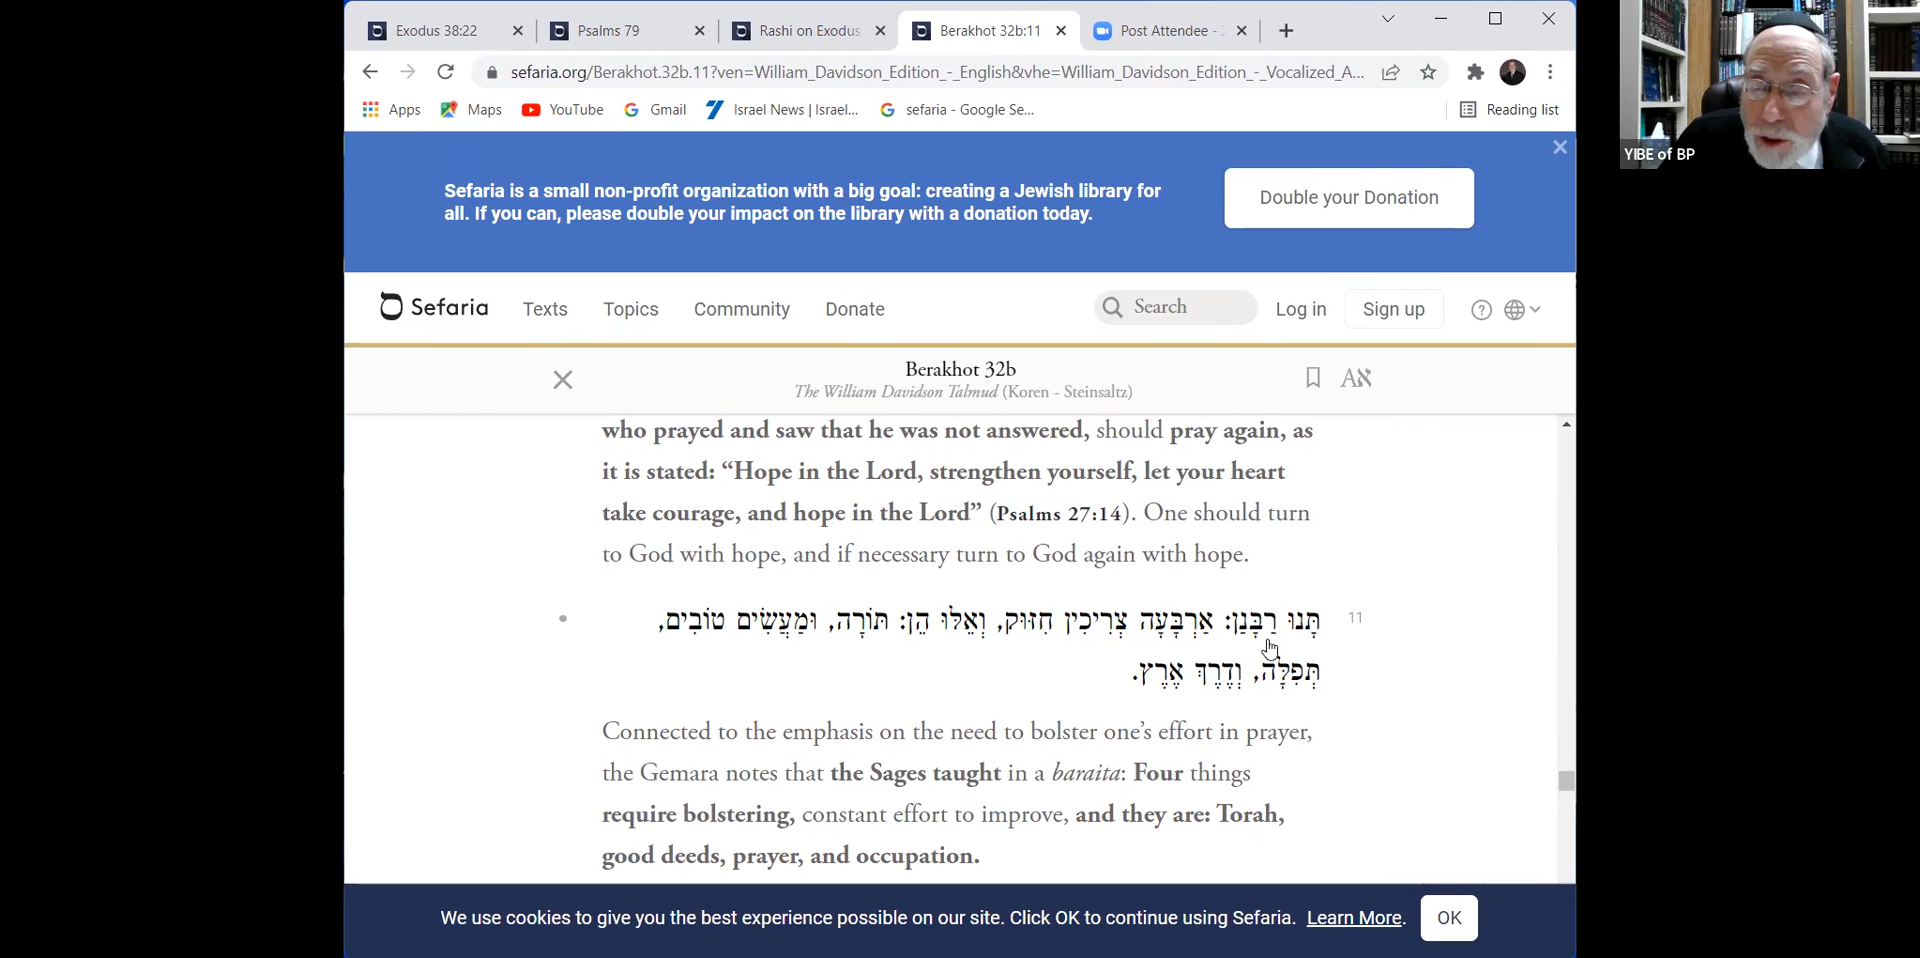 Exodus 38:22
Psalms 79
Rashi on Exodus
Berakhot 32b:11
Post Attendee - 2
sefaria.org/Berakhot.32b.11?ven=William_Davidson_Edition_-_English&vhe=William_Davidson_Edition_-_Vocalized_A...
Apps
Maps
YouTube
Gmail
Israel News | Israel...
sefaria - Google Se...
Reading list
YIBE of BP
Sefaria is a small non-profit organization with a big goal: creating a Jewish library for
all. If you can, please double your impact on the library with a donation today.
Double your Donation
Sefaria
Texts
Topics
Community
Donate
Search
Log in
Sign up
Berakhot 32b
The William Davidson Talmud (Koren - Steinsaltz)
Aא
who prayed and saw that he was not answered, should pray again, as
it is stated: “Hope in the Lord, strengthen yourself, let your heart
take courage, and hope in the Lord” (Psalms 27:14). One should turn
to God with hope, and if necessary turn to God again with hope.
11
תָּנוּ רַבָּנַן: אַרְבָּעָה צְרִיכִין חִזּוּק, וְאֵלּוּ הֵן: תּוֹרָה, וּמַעֲשִׂים טוֹבִים,
תְּפִלָּה, וְדֶרֶךְ אֶרֶץ.
Connected to the emphasis on the need to bolster one’s effort in prayer,
the Gemara notes that the Sages taught in a baraita: Four things
require bolstering, constant effort to improve, and they are: Torah,
good deeds, prayer, and occupation.
We use cookies to give you the best experience possible on our site. Click OK to continue using Sefaria. Learn More.
OK